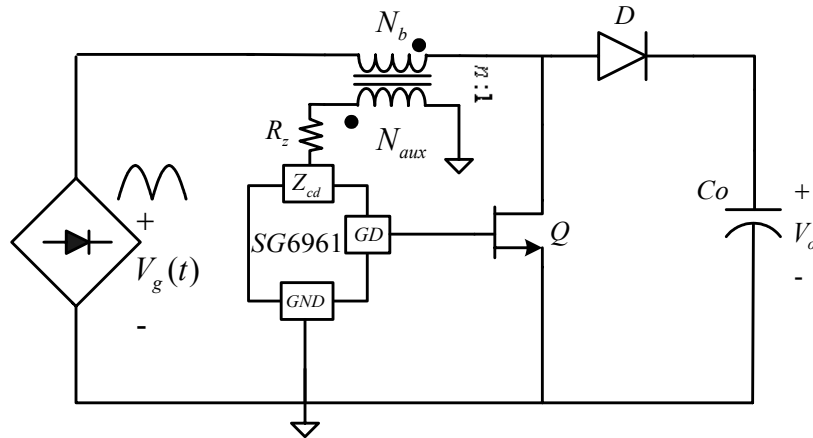 N_b
D
n:1
R_z
N_aux
Z_cd
SG6961
GD
Q
Co
+
V_o
-
+
V_g(t)
-
GND